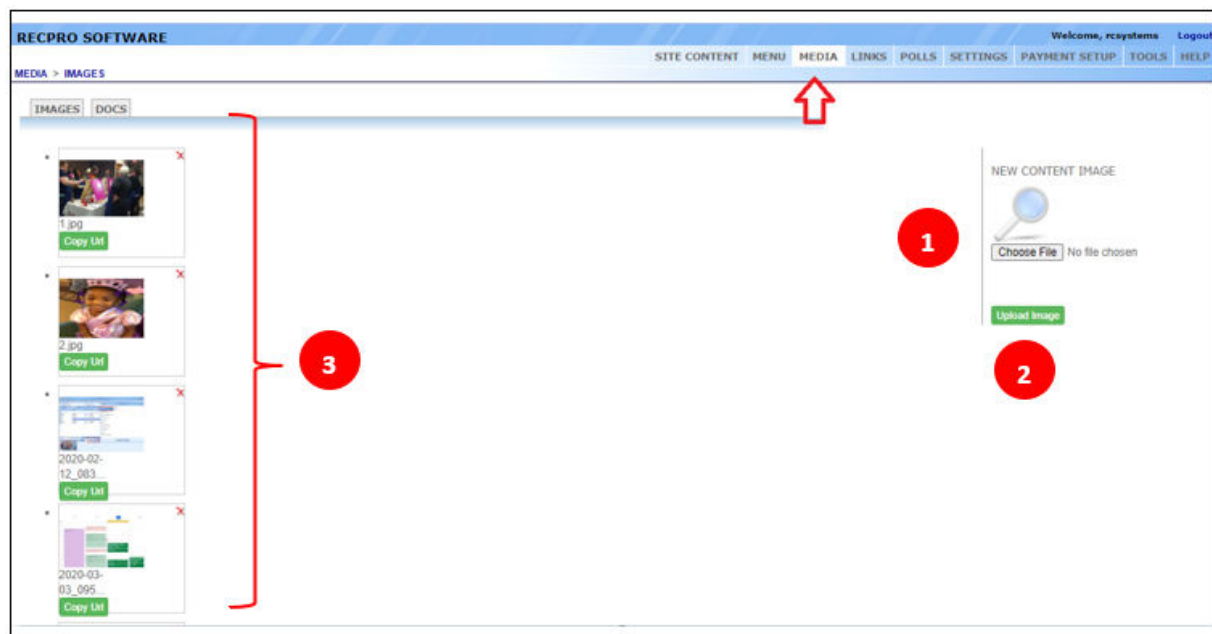 RECPRO SOFTWARE
Welcome, rcsystems Logout
SITE CONTENT MENU MEDIA LINKS POLLS SETTINGS PAYMENT SETUP TOOLS HELP
MEDIA > IMAGES
IMAGES DOCS
1.jpg
Copy Url
2.jpg
Copy Url
2020-02-
12_083...
Copy Url
2020-03-
03_095...
Copy Url
3
1
NEW CONTENT IMAGE
Choose File No file chosen
Upload Image
2